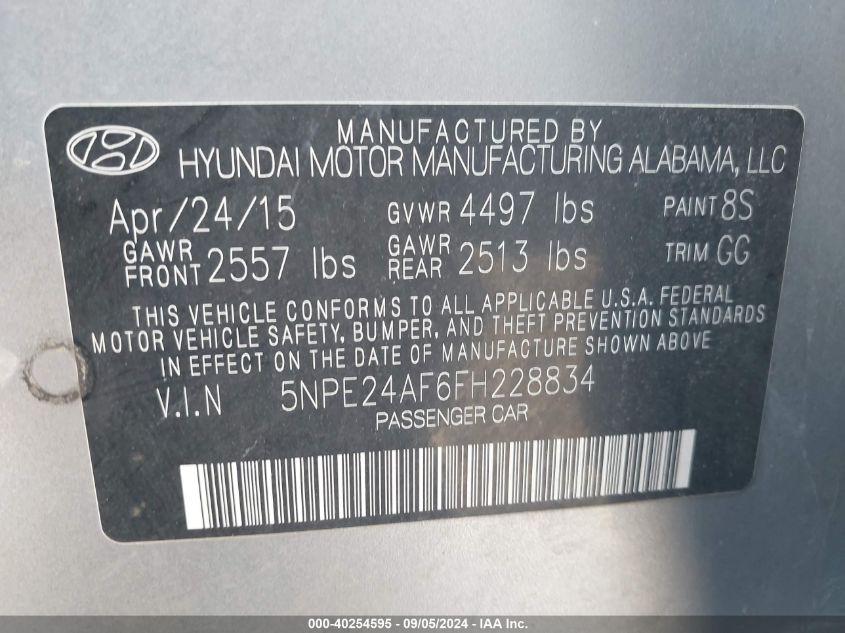 MANUFACTURED BY
HYUNDAI MOTOR MANUFACTURING ALABAMA, LLC
Apr/24/15 GVWR 4497 lbs PAINT 8S
GAWR FRONT 2557 lbs GAWR REAR 2513 lbs TRIM GG
THIS VEHICLE CONFORMS TO ALL APPLICABLE U.S.A. FEDERAL
MOTOR VEHICLE SAFETY, BUMPER, AND THEFT PREVENTION STANDARDS
IN EFFECT ON THE DATE OF MANUFACTURE SHOWN ABOVE
V.I.N 5NPE24AF6FH228834
PASSENGER CAR
000-40254595 - 09/05/2024 - IAA Inc.